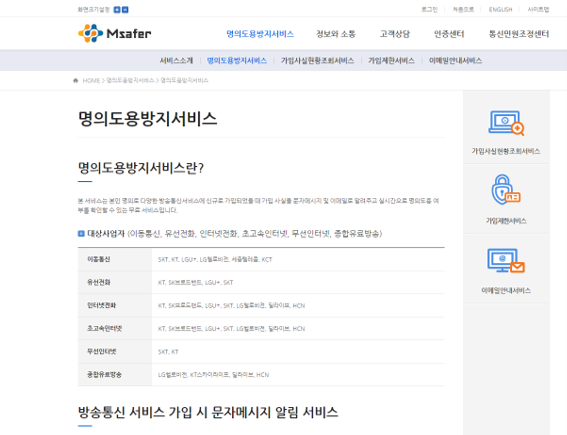 화면크기설정 + -
로그인 처음으로 ENGLISH 사이트맵
Msafer
명의도용방지서비스 정보와 소통 고객상담 인증센터 통신민원조정센터
서비스소개 명의도용방지서비스 가입사실현황조회서비스 가입제한서비스 이메일안내서비스
HOME > 명의도용방지서비스 > 명의도용방지서비스
명의도용방지서비스
명의도용방지서비스란?
본 서비스는 본인 명의로 다양한 방송통신서비스에 신규로 가입되었을 때 가입 사실을 문자메시지 및 이메일로 알려주고 실시간으로 명의도용 여
부를 확인할 수 있는 무료 서비스입니다.
대상사업자 (이동통신, 유선전화, 인터넷전화, 초고속인터넷, 무선인터넷, 종합유료방송)
이동통신 SKT, KT, LGU+, LG헬로비전, 세종텔레콤, KCT
유선전화 KT, SK브로드밴드, LGU+, SKT
인터넷전화 KT, SK브로드밴드, LGU+, SKT, LG헬로비전, 딜라이브, HCN
초고속인터넷 KT, SK브로드밴드, LGU+, SKT, LG헬로비전, 딜라이브, HCN
무선인터넷 SKT, KT
종합유료방송 LG헬로비전, KT스카이라이프, 딜라이브, HCN
방송통신 서비스 가입 시 문자메시지 알림 서비스
가입사실현황조회서비스
가입제한서비스
이메일안내서비스